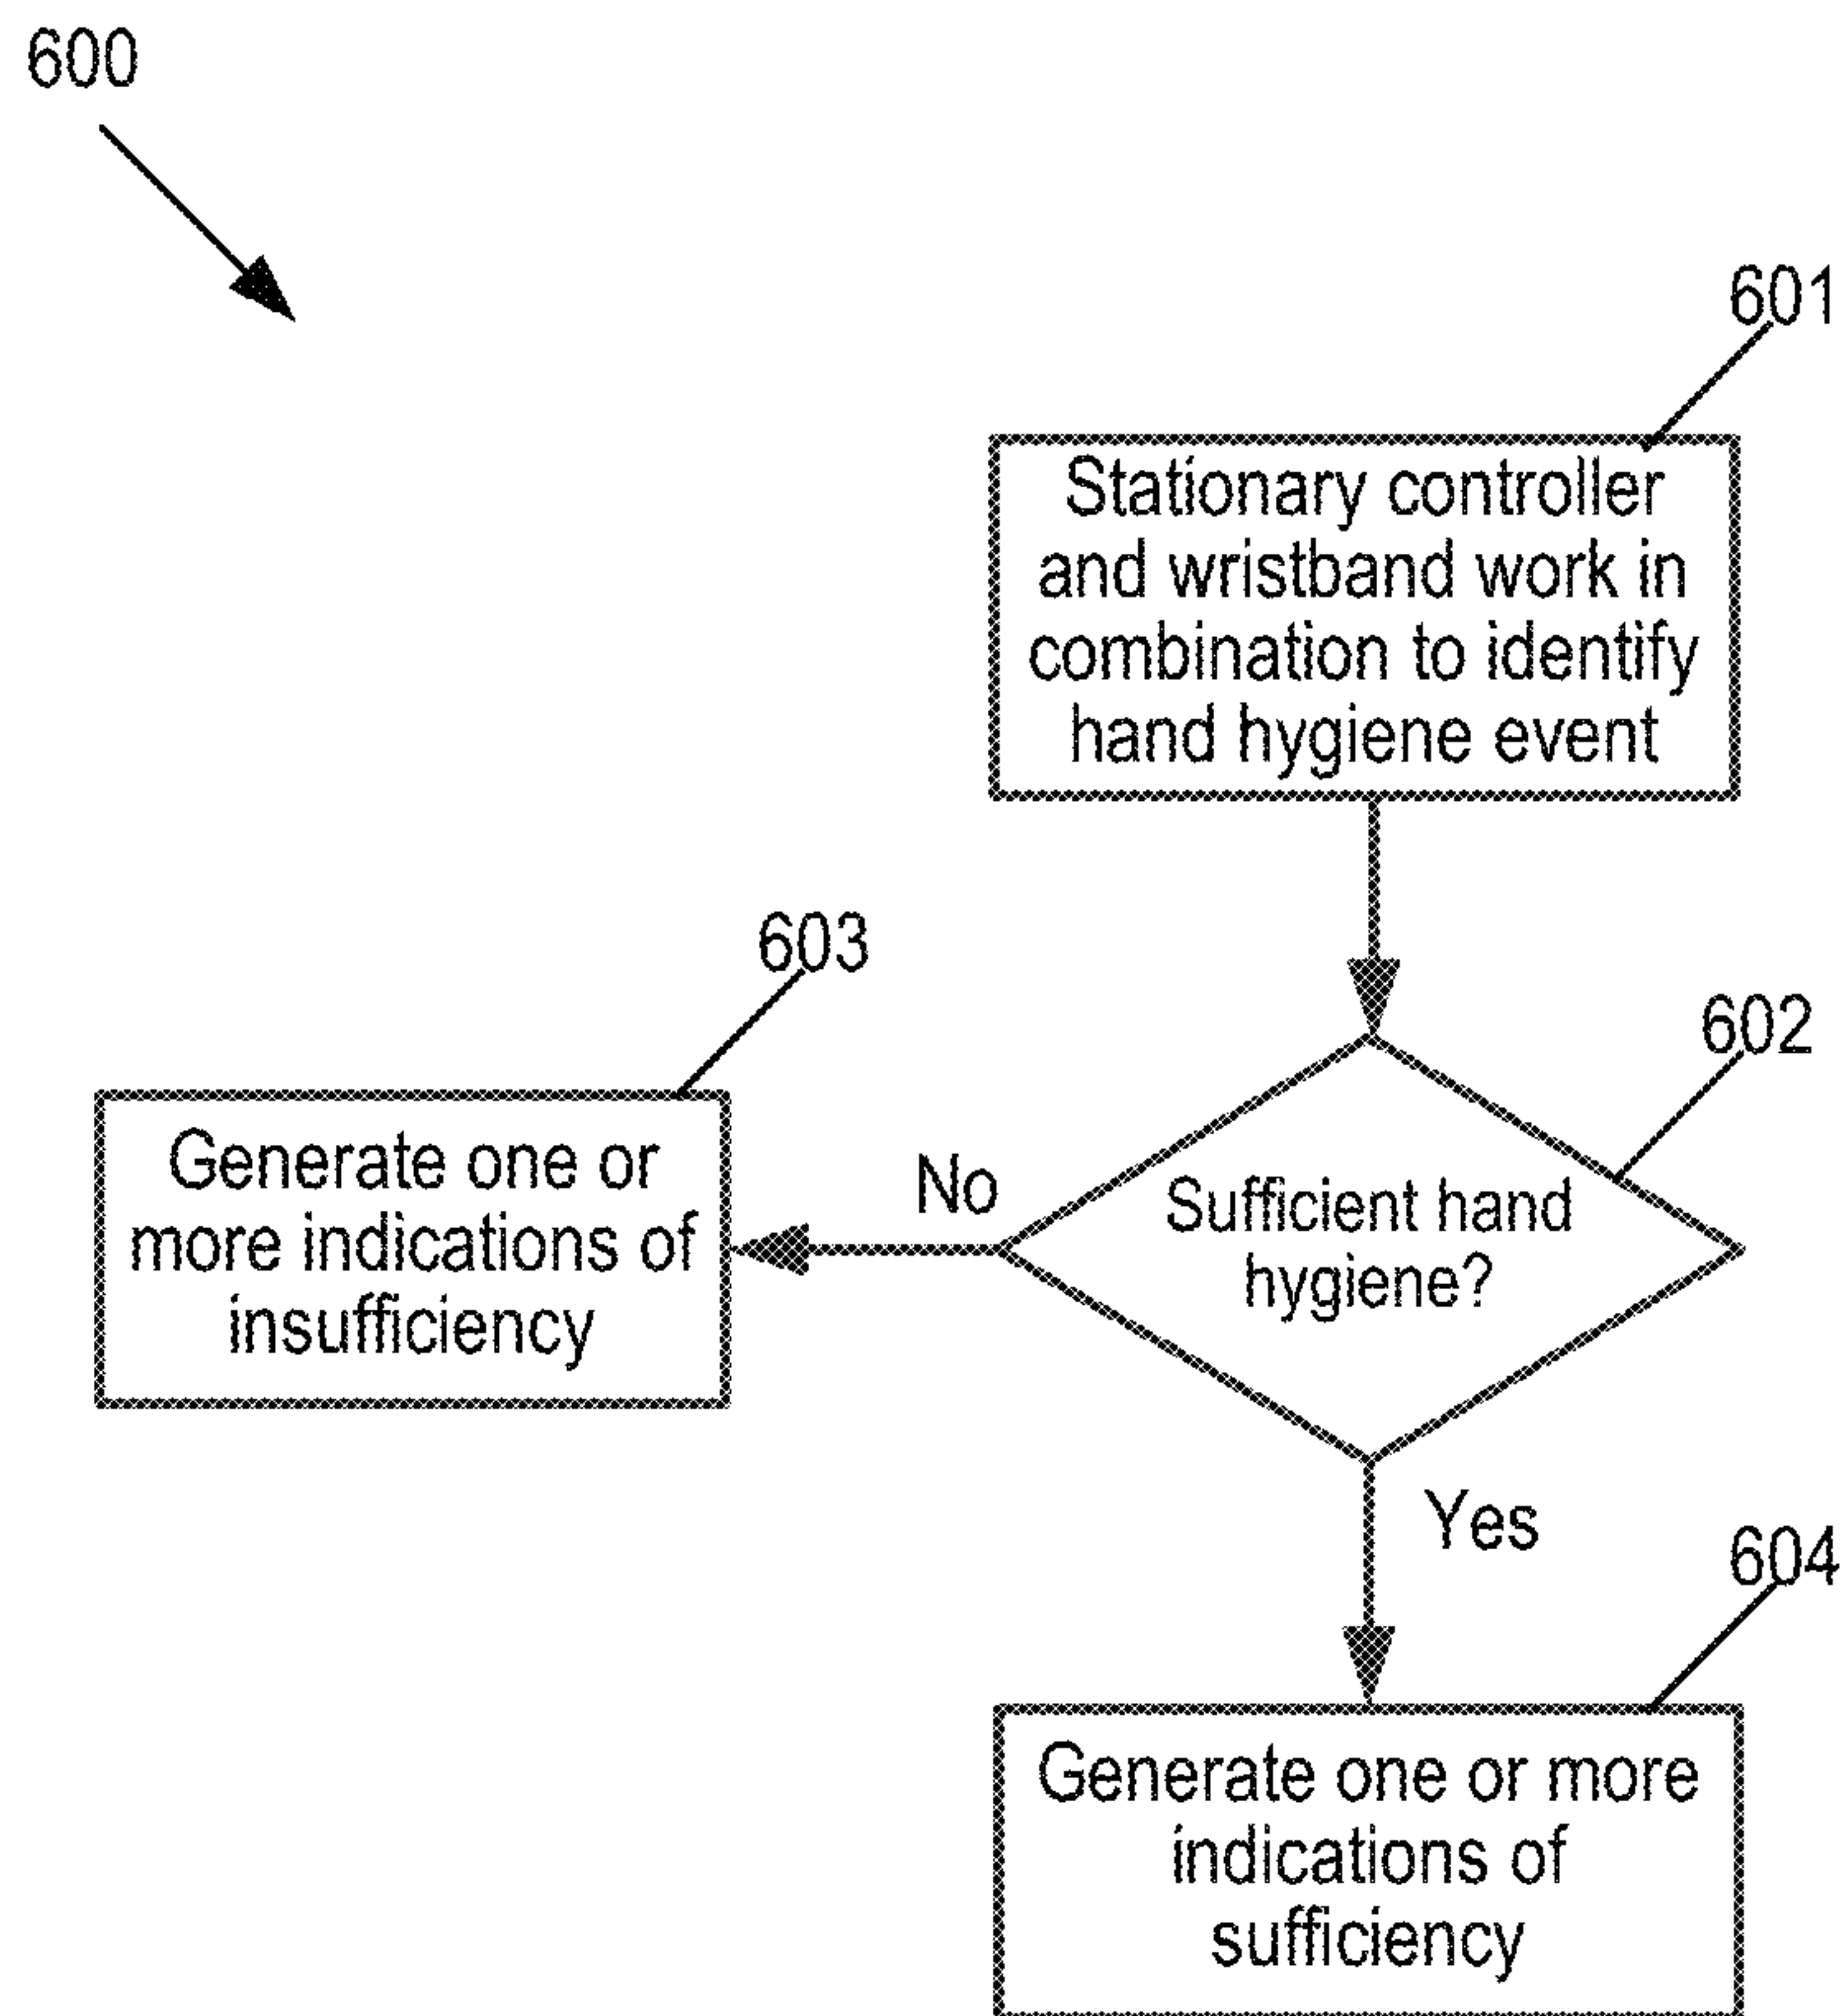 600
601
Stationary controller
and wristband work in
combination to identify
hand hygiene event
603
602
Generate one or
more indications of
insufficiency
No
Sufficient hand
hygiene?
Yes
604
Generate one or more
indications of
sufficiency